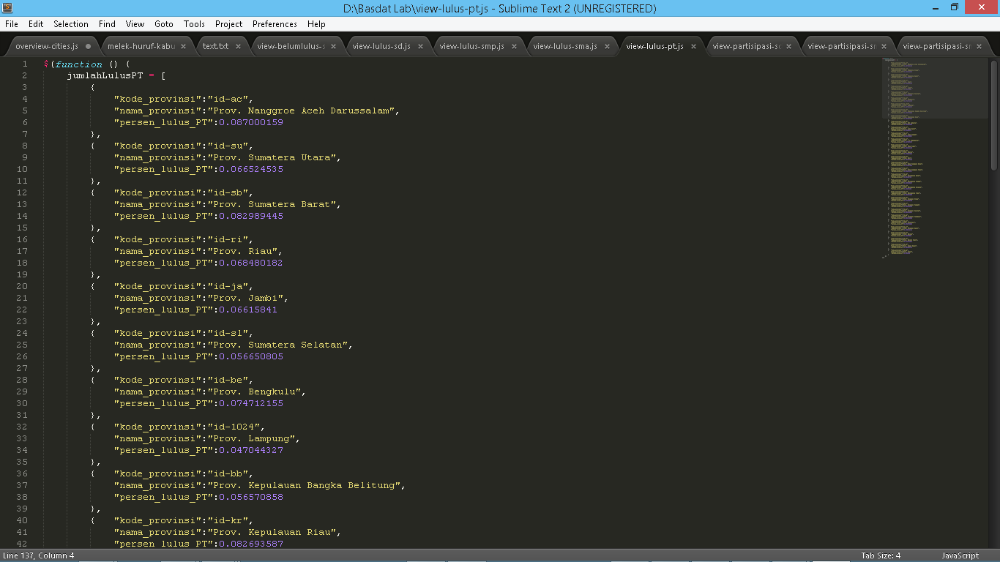 D:\Basdat Lab\view-lulus-pt.js - Sublime Text 2 (UNREGISTERED)
File Edit Selection Find View Goto Tools Project Preferences Help
overview-cities.js melek-huruf-kabu text.txt view-belumlulus-s view-lulus-sd.js view-lulus-smp.js view-lulus-sma.js view-lulus-pt.js view-partisipasi-sd view-partisipasi-sm view-partisipasi-sm
1 $(function () {
2 jumlahLulusPT = [
3 {
4 "kode_provinsi":"id-ac",
5 "nama_provinsi":"Prov. Nanggroe Aceh Darussalam",
6 "persen_lulus_PT":0.087000159
7 },
8 { "kode_provinsi":"id-su",
9 "nama_provinsi":"Prov. Sumatera Utara",
10 "persen_lulus_PT":0.066524535
11 },
12 { "kode_provinsi":"id-sb",
13 "nama_provinsi":"Prov. Sumatera Barat",
14 "persen_lulus_PT":0.082989445
15 },
16 { "kode_provinsi":"id-ri",
17 "nama_provinsi":"Prov. Riau",
18 "persen_lulus_PT":0.068480182
19 },
20 { "kode_provinsi":"id-ja",
21 "nama_provinsi":"Prov. Jambi",
22 "persen_lulus_PT":0.06615841
23 },
24 { "kode_provinsi":"id-sl",
25 "nama_provinsi":"Prov. Sumatera Selatan",
26 "persen_lulus_PT":0.056650805
27 },
28 { "kode_provinsi":"id-be",
29 "nama_provinsi":"Prov. Bengkulu",
30 "persen_lulus_PT":0.074712155
31 },
32 { "kode_provinsi":"id-1024",
33 "nama_provinsi":"Prov. Lampung",
34 "persen_lulus_PT":0.047044327
35 },
36 { "kode_provinsi":"id-bb",
37 "nama_provinsi":"Prov. Kepulauan Bangka Belitung",
38 "persen_lulus_PT":0.056570858
39 },
40 { "kode_provinsi":"id-kr",
41 "nama_provinsi":"Prov. Kepulauan Riau",
42 "persen_lulus_PT":0.082693587
Line 137, Column 4 Tab Size: 4 JavaScript